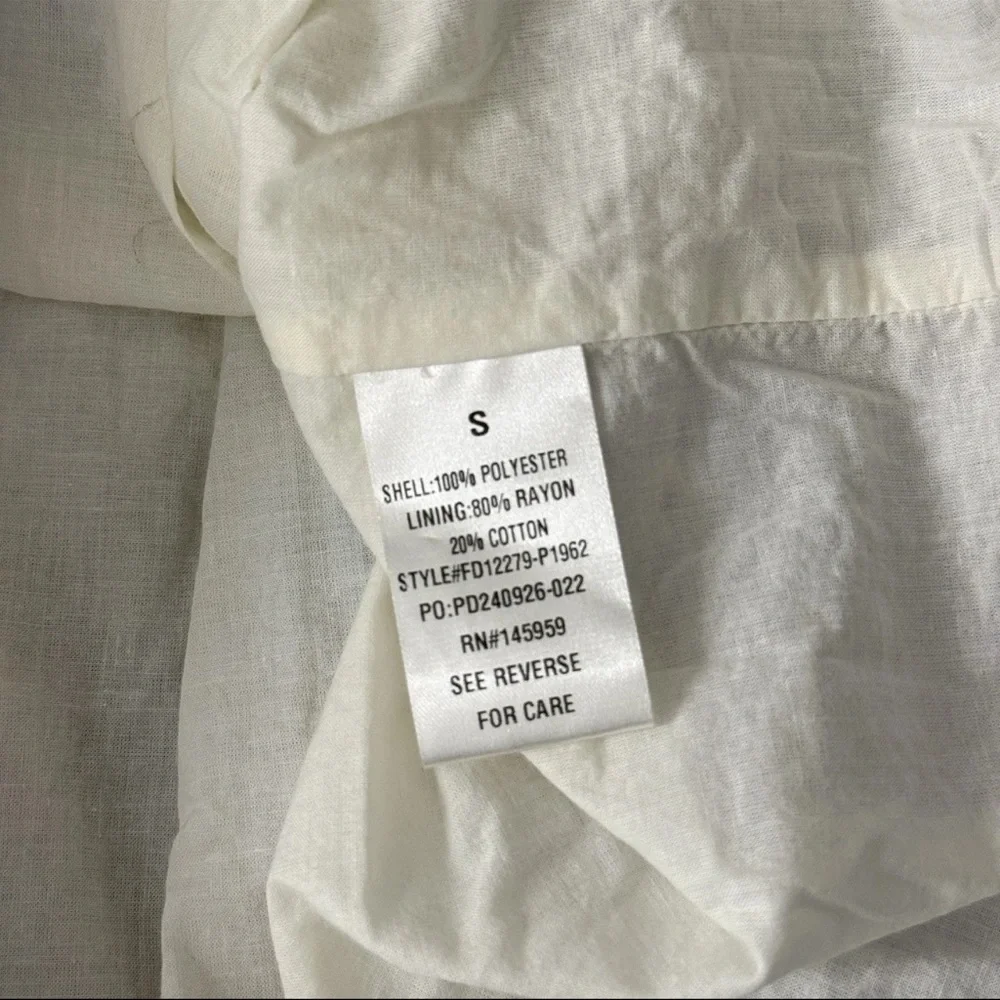 S
SHELL:100% POLYESTER
LINING:80% RAYON
20% COTTON
STYLE#FD12279-P1962
PO:PD240926-022
RN#145959
SEE REVERSE
FOR CARE